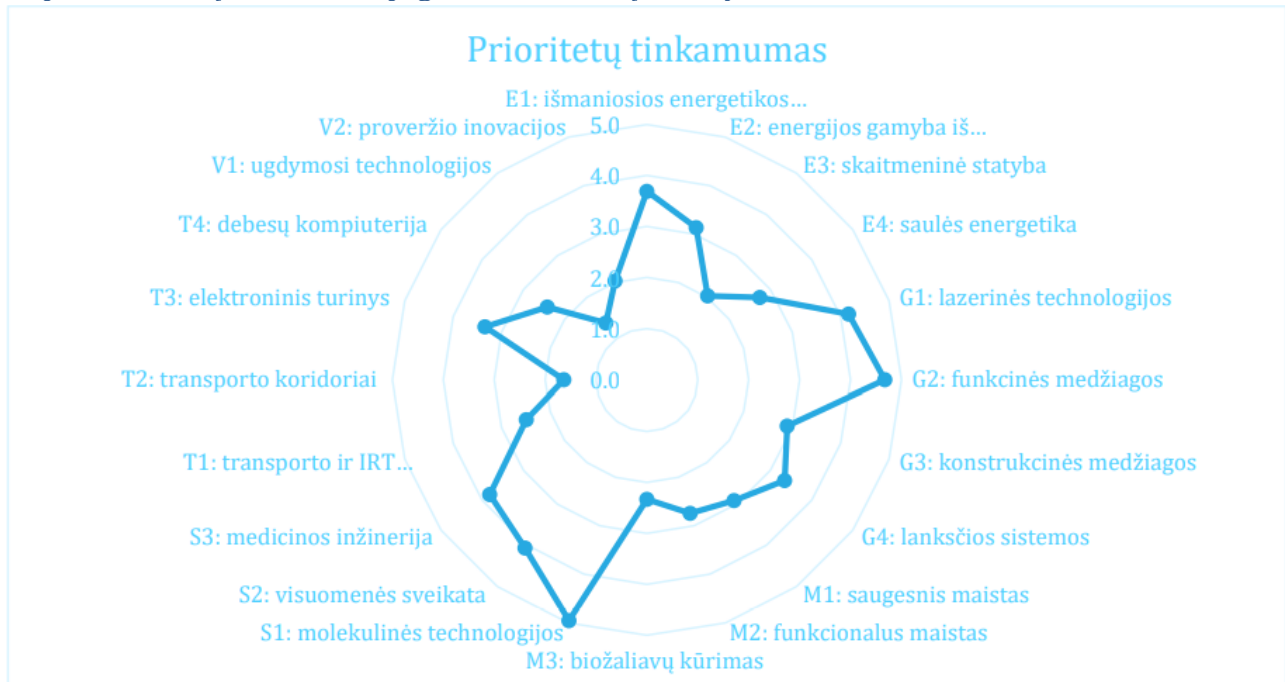 Prioritetų tinkamumas
E1: išmaniosios energetikos…
E2: energijos gamyba iš…
E3: skaitmeninė statyba
E4: saulės energetika
G1: lazerinės technologijos
G2: funkcinės medžiagos
G3: konstrukcinės medžiagos
G4: lanksčios sistemos
M1: saugesnis maistas
M2: funkcionalus maistas
M3: biožaliavų kūrimas
S1: molekulinės technologijos
S2: visuomenės sveikata
S3: medicinos inžinerija
T1: transporto ir IRT…
T2: transporto koridoriai
T3: elektroninis turinys
T4: debesų kompiuterija
V1: ugdymosi technologijos
V2: proveržio inovacijos
5.0
4.0
3.0
2.0
1.0
0.0